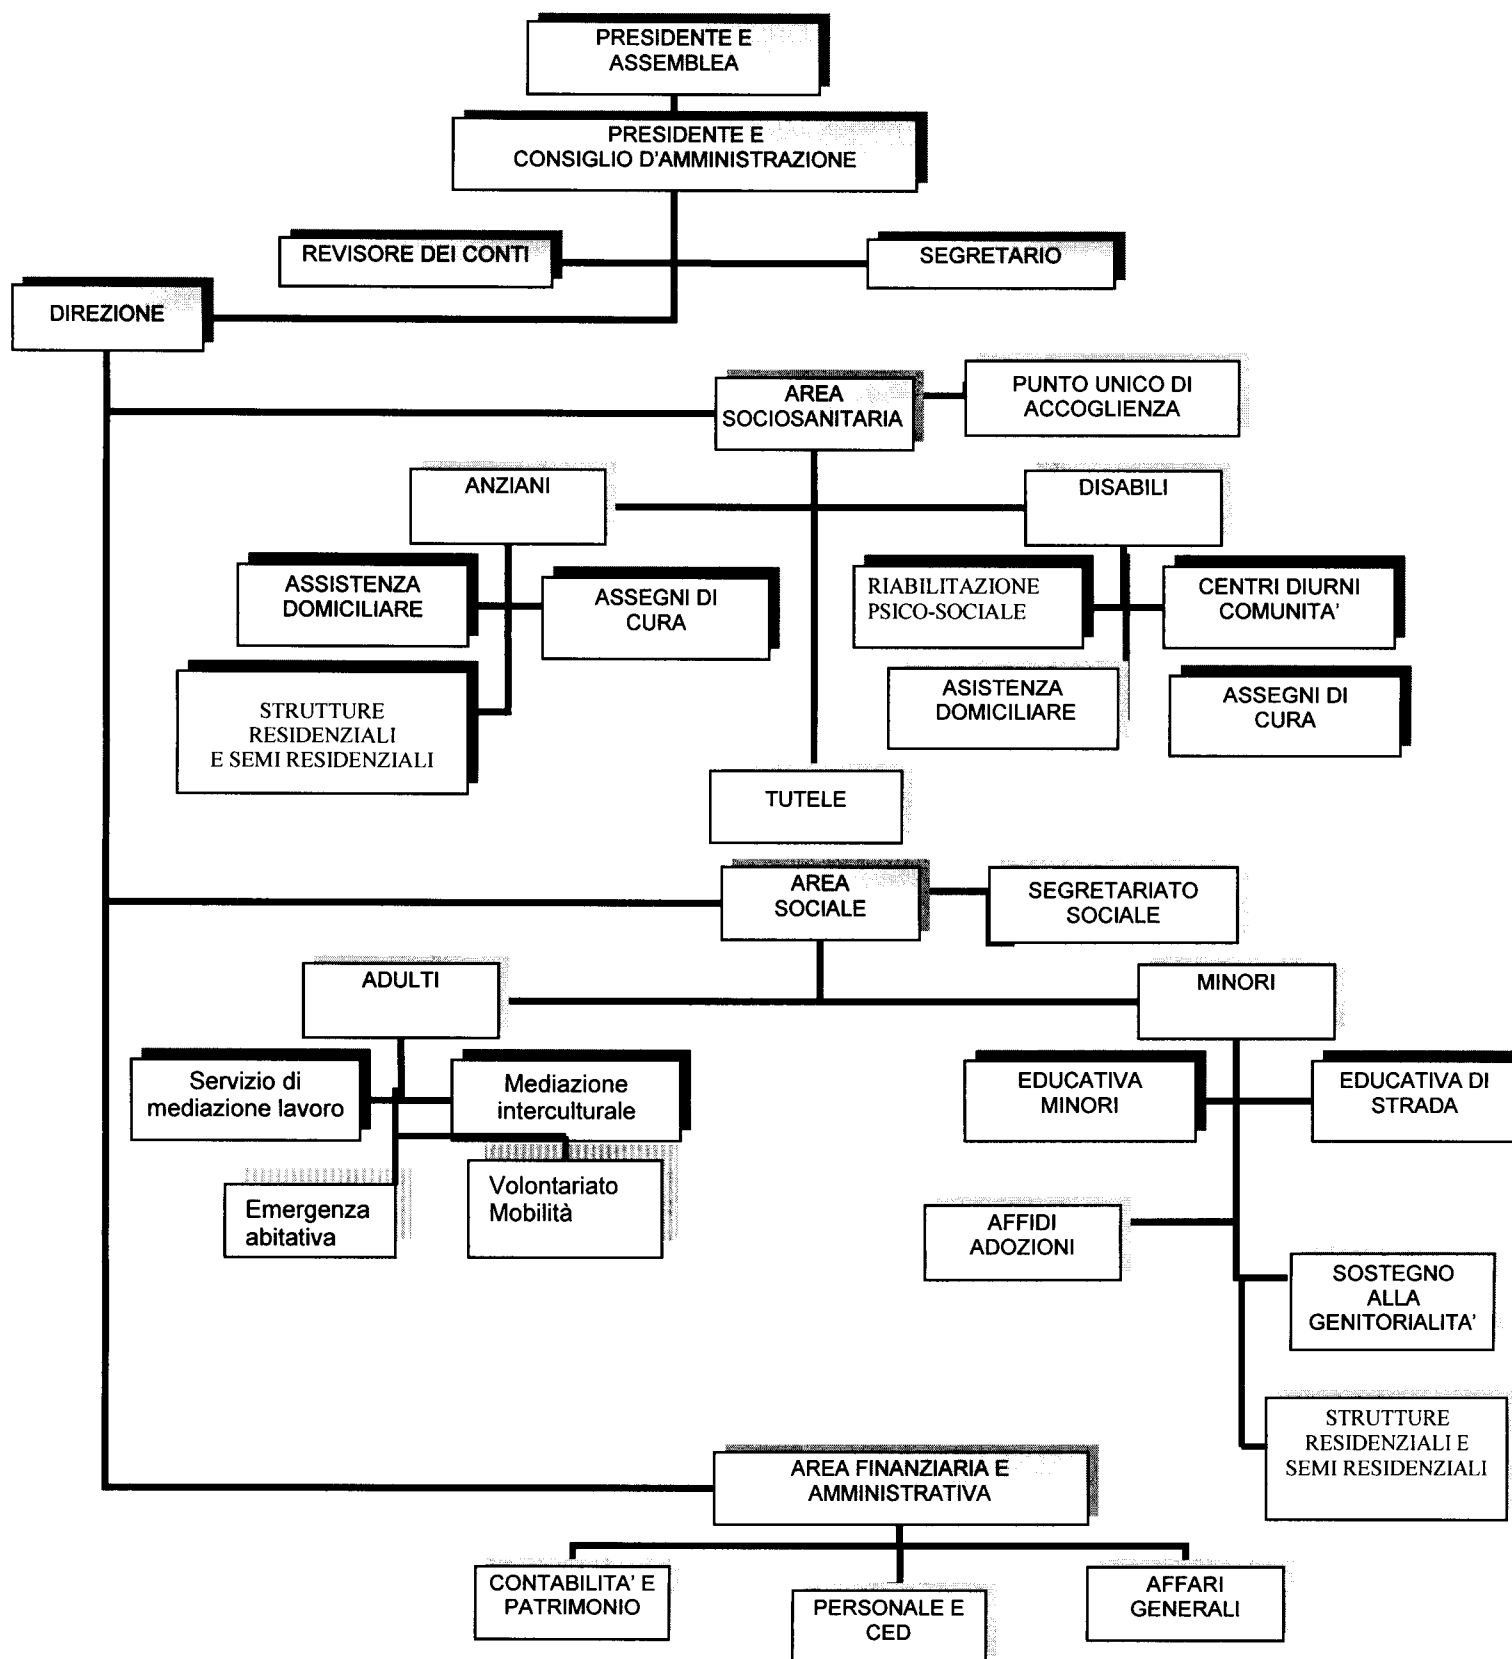 PRESIDENTE E
ASSEMBLEA
PRESIDENTE E
CONSIGLIO D'AMMINISTRAZIONE
REVISORE DEI CONTI
SEGRETARIO
DIREZIONE
AREA
SOCIOSANITARIA
PUNTO UNICO DI
ACCOGLIENZA
ANZIANI
DISABILI
ASSISTENZA
DOMICILIARE
ASSEGNI DI
CURA
RIABILITAZIONE
PSICO-SOCIALE
CENTRI DIURNI
COMUNITA'
STRUTTURE
RESIDENZIALI
E SEMI RESIDENZIALI
ASISTENZA
DOMICILIARE
ASSEGNI DI
CURA
TUTELE
AREA
SOCIALE
SEGRETARIATO
SOCIALE
ADULTI
MINORI
Servizio di
mediazione lavoro
Mediazione
interculturale
EDUCATIVA
MINORI
EDUCATIVA DI
STRADA
Emergenza
abitativa
Volontariato
Mobilità
AFFIDI
ADOZIONI
SOSTEGNO
ALLA
GENITORIALITA'
STRUTTURE
RESIDENZIALI E
SEMI RESIDENZIALI
AREA FINANZIARIA E
AMMINISTRATIVA
CONTABILITA' E
PATRIMONIO
PERSONALE E
CED
AFFARI
GENERALI